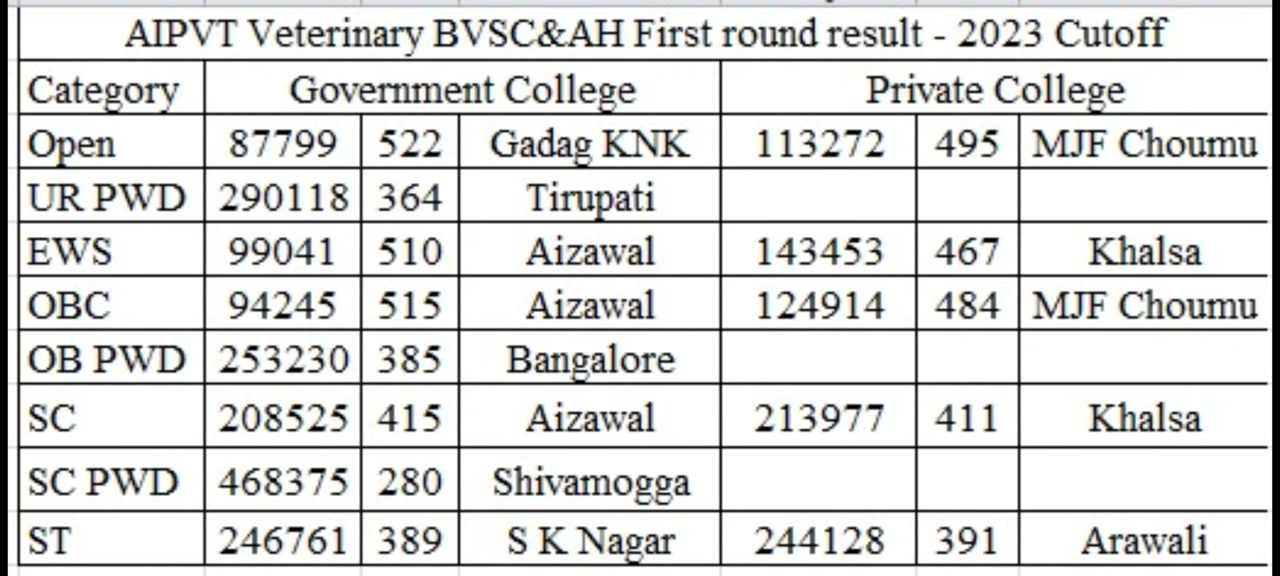 AIPVT Veterinary BVSC&AH First round result - 2023 Cutoff
Category Government College Private College
Open 87799 522 Gadag KNK 113272 495 MJF Choumu
UR PWD 290118 364 Tirupati
EWS 99041 510 Aizawal 143453 467 Khalsa
OBC 94245 515 Aizawal 124914 484 MJF Choumu
OB PWD 253230 385 Bangalore
SC 208525 415 Aizawal 213977 411 Khalsa
SC PWD 468375 280 Shivamogga
ST 246761 389 S K Nagar 244128 391 Arawali